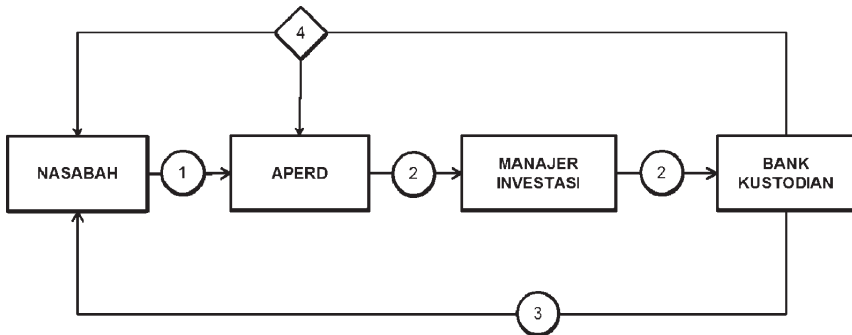 4
NASABAH
1
APERD
2
MANAJER
INVESTASI
2
BANK
KUSTODIAN
3